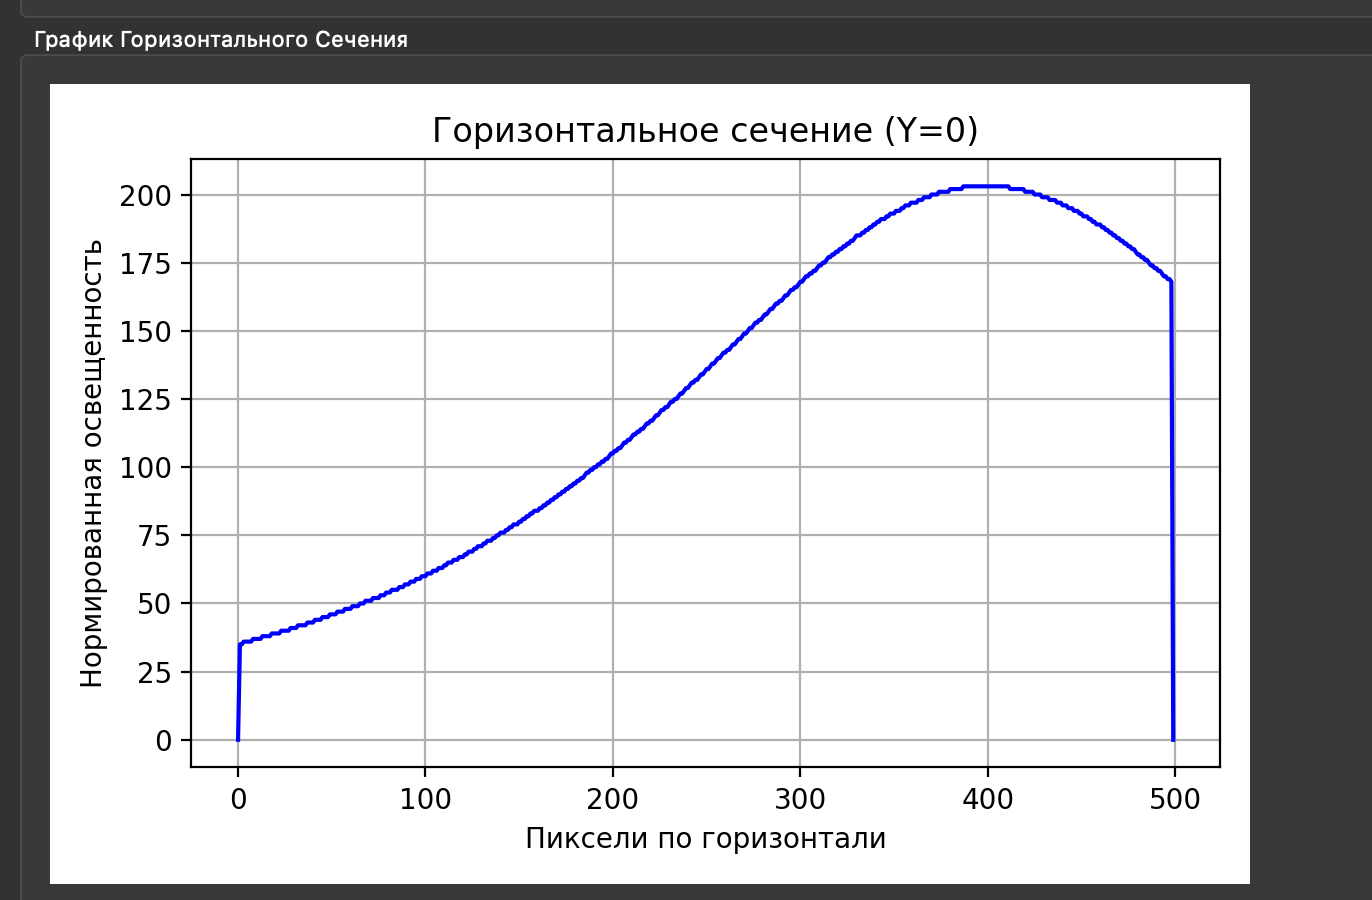 График Горизонтального Сечения
Горизонтальное сечение (Y=0)
Нормированная освещенность
200
175
150
125
100
75
50
25
0
0 100 200 300 400 500
Пиксели по горизонтали